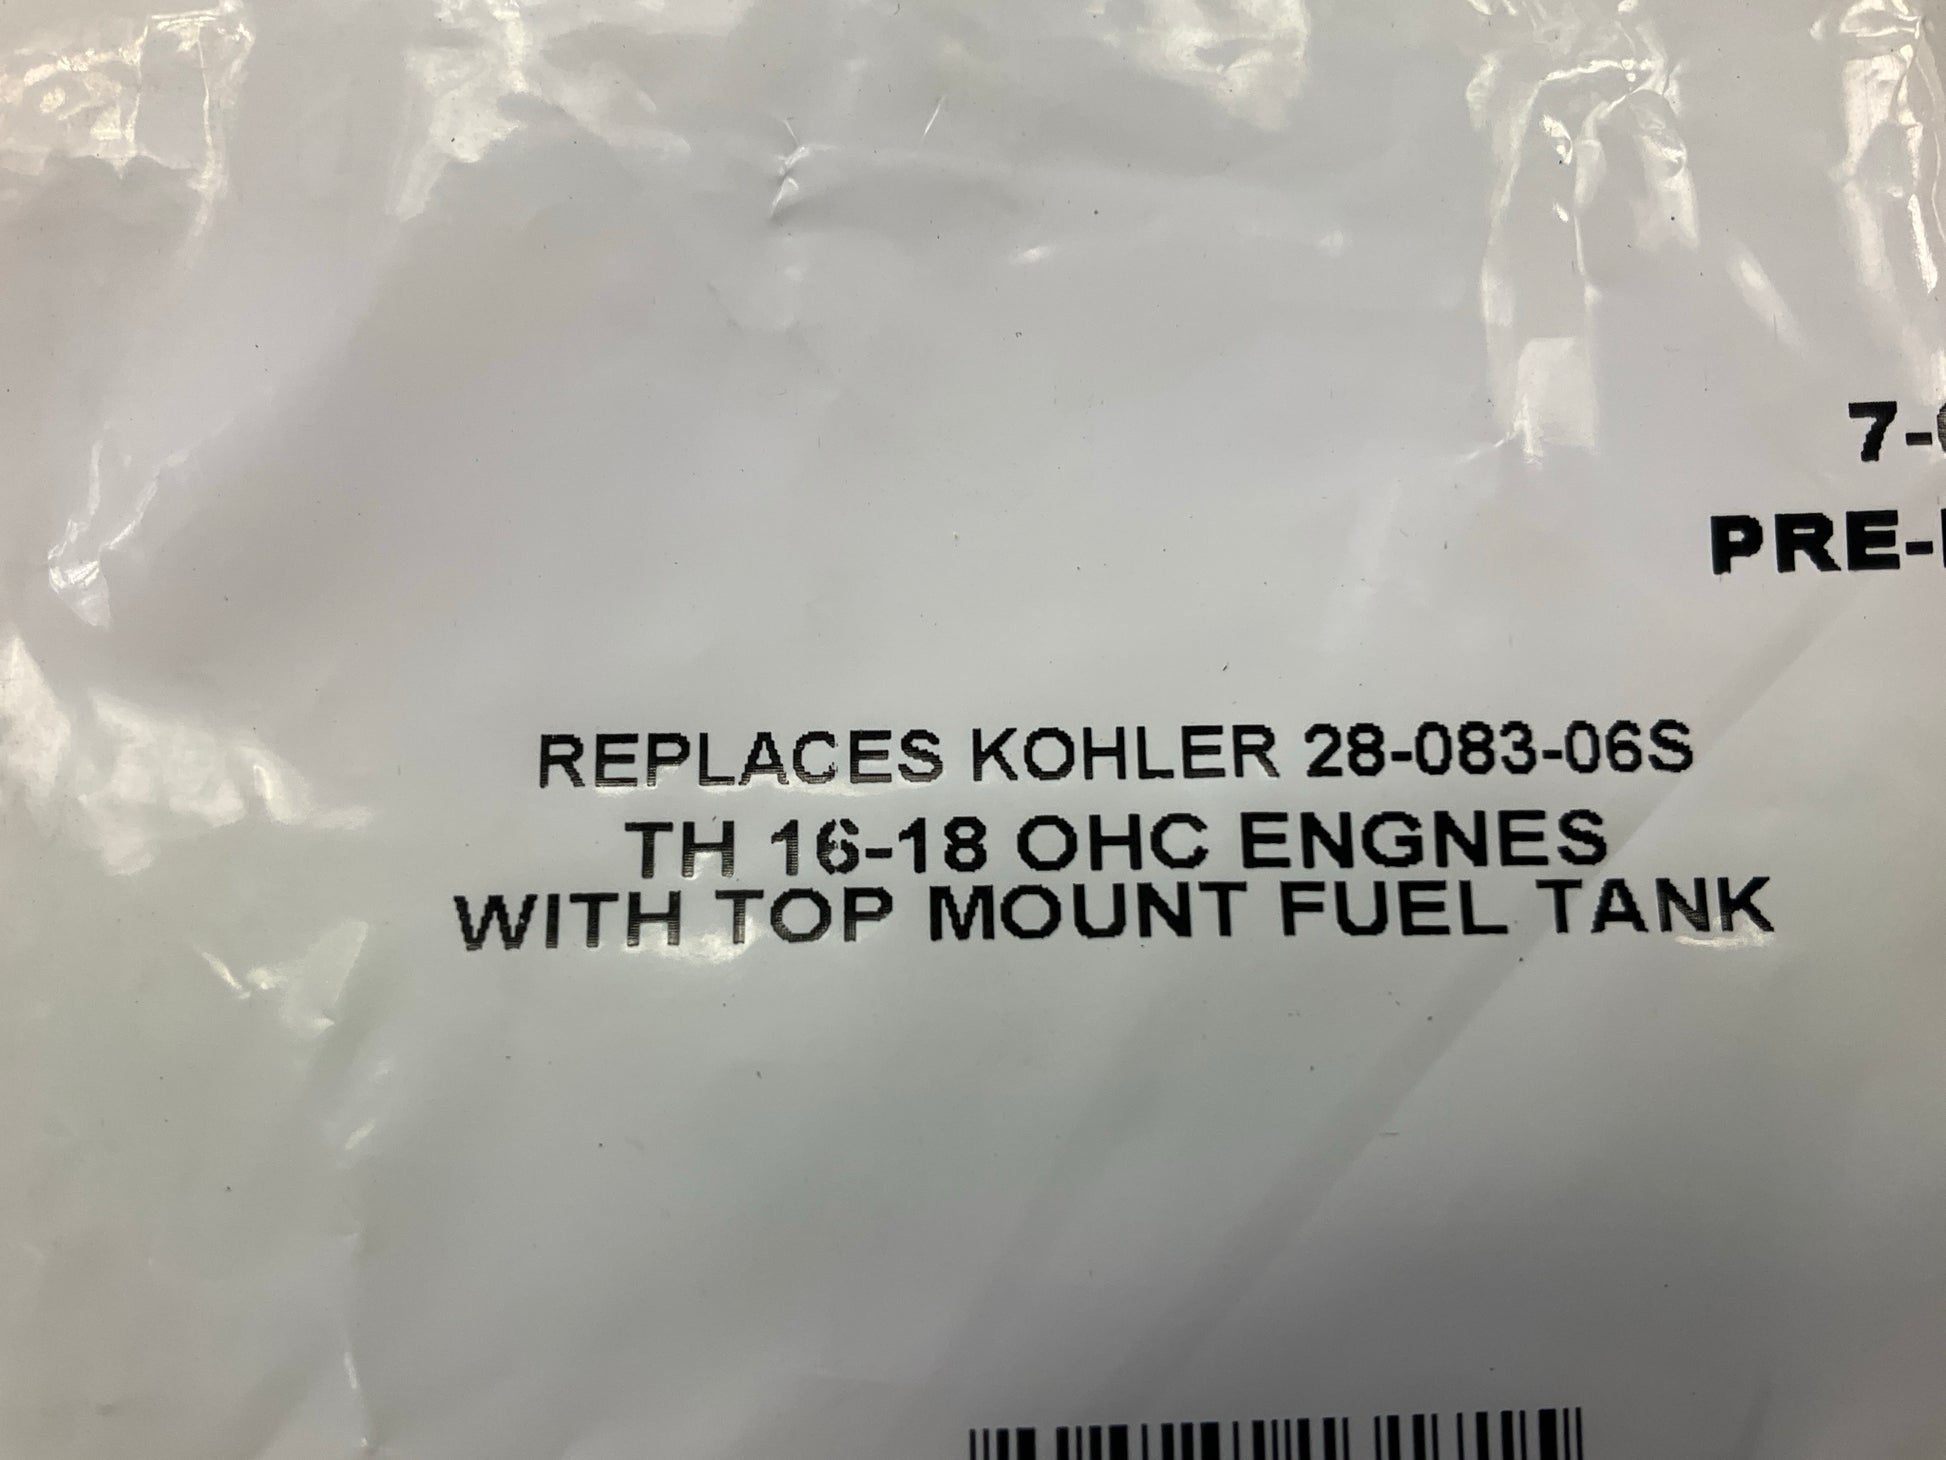 7-
PRE-
REPLACES KOHLER 28-083-06S
TH 16-18 OHC ENGNES
WITH TOP MOUNT FUEL TANK